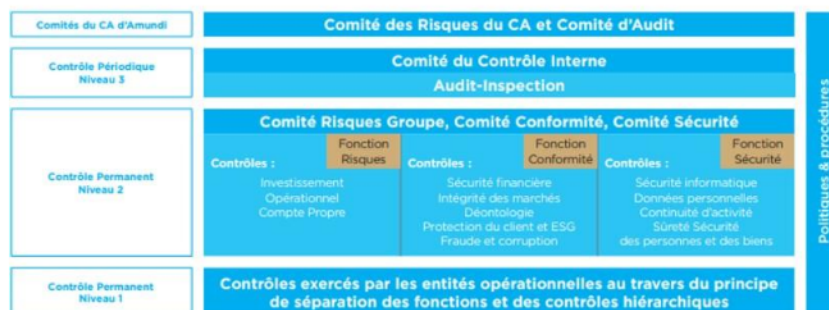 Comités du CA d'Amundi
Comité des Risques du CA et Comité d'Audit
Contrôle Périodique
Niveau 3
Comité du Contrôle Interne
Audit-Inspection
Contrôle Permanent
Niveau 2
Comité Risques Groupe, Comité Conformité, Comité Sécurité
Contrôles :
Fonction
Risques
Investissement
Opérationnel
Compte Propre
Contrôles :
Fonction
Conformité
Sécurité financière
Intégrité des marchés
Déontologie
Protection du client et ESG
Fraude et corruption
Contrôles :
Fonction
Sécurité
Sécurité informatique
Données personnelles
Continuité d'activité
Sûreté Sécurité
des personnes et des biens
Contrôle Permanent
Niveau 1
Contrôles exercés par les entités opérationnelles au travers du principe
de séparation des fonctions et des contrôles hiérarchiques
Politiques & procédures